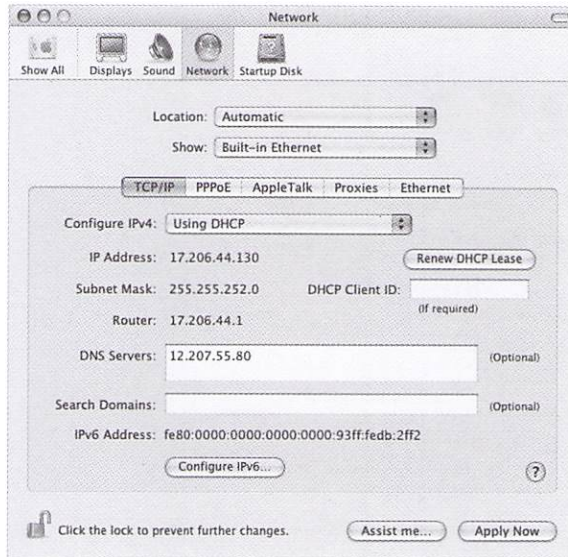 Network
Show All Displays Sound Network Startup Disk
Location: Automatic
Show: Built-in Ethernet
TCP/IP PPPoE AppleTalk Proxies Ethernet
Configure IPv4: Using DHCP
IP Address: 17.206.44.130 Renew DHCP Lease
Subnet Mask: 255.255.252.0 DHCP Client ID:
(If required)
Router: 17.206.44.1
DNS Servers: 12.207.55.80 (Optional)
Search Domains: (Optional)
IPv6 Address: fe80:0000:0000:0000:0000:93ff:fedb:2ff2
Configure IPv6... ?
Click the lock to prevent further changes. Assist me... Apply Now